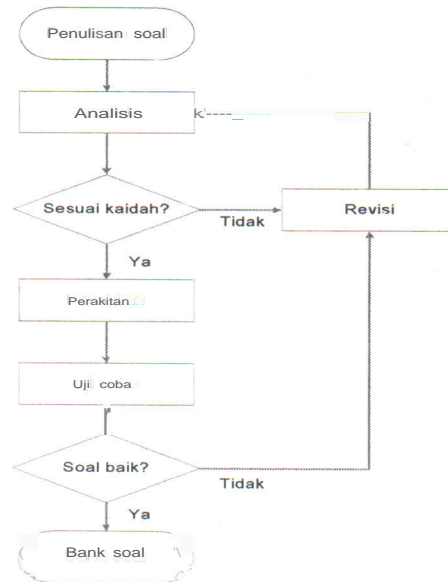 Penulisan soal
Analisis
Sesuai kaidah?
Tidak
Revisi
Ya
Perakitan
Uji coba
Soal baik?
Tidak
Ya
Bank soal